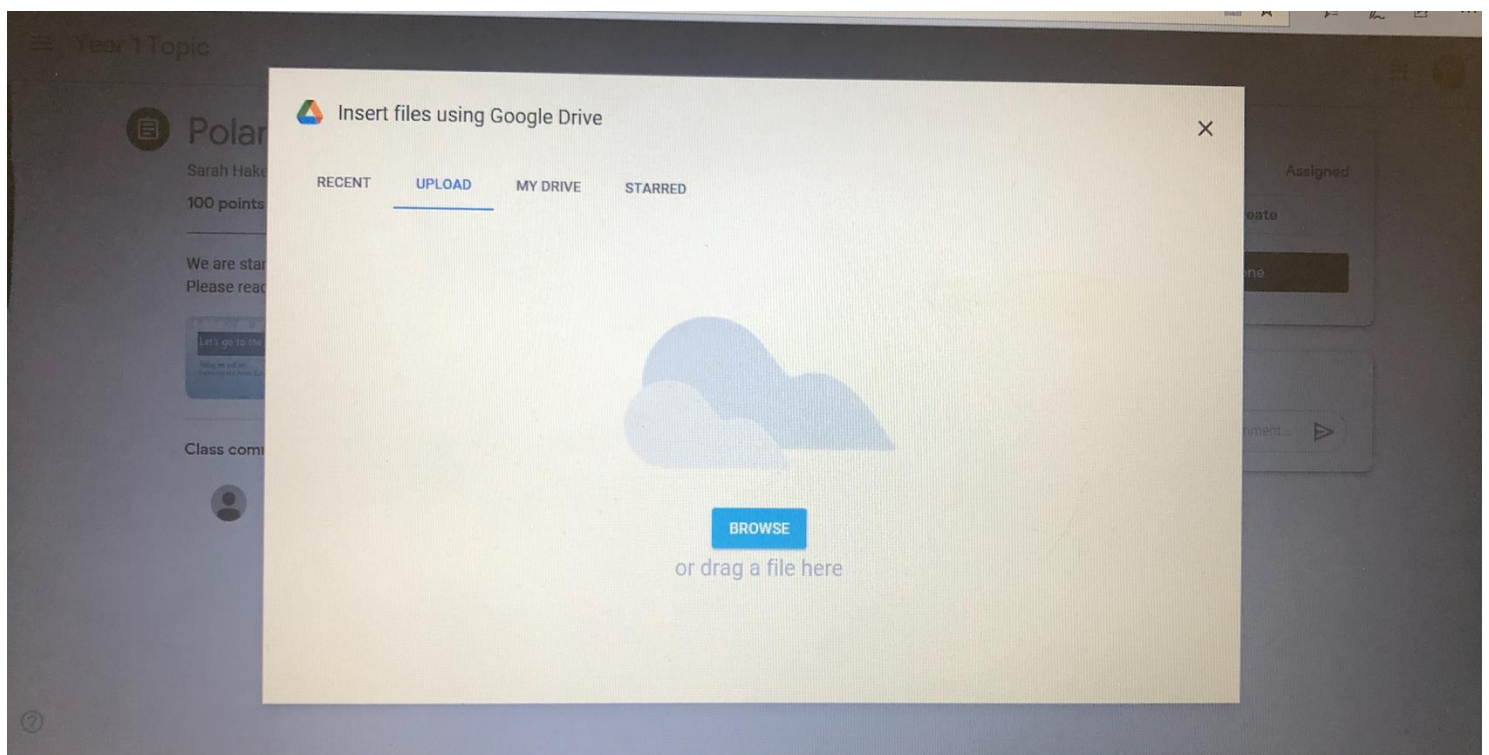 Year 1 Topic
Insert files using Google Drive
Polar
Sarah Hake
Assigned
RECENT UPLOAD MY DRIVE STARRED
100 points
eate
We are star
Please read
ne
Let's go to the
Class comm
nment...
BROWSE
or drag a file here